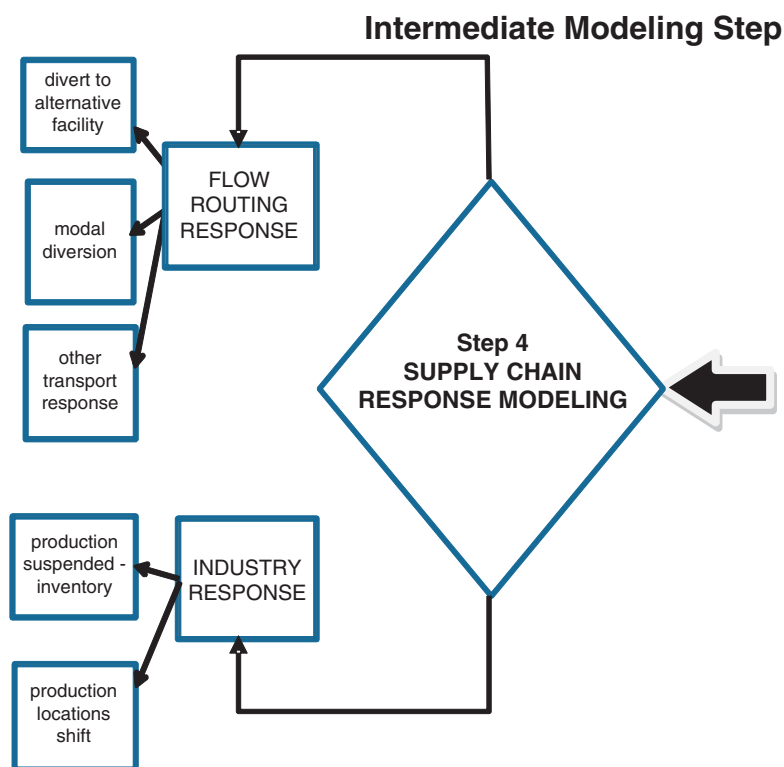 Intermediate Modeling Step
divert to
alternative
facility
FLOW
ROUTING
RESPONSE
modal
diversion
other
transport
response
Step 4
SUPPLY CHAIN
RESPONSE MODELING
production
suspended -
inventory
INDUSTRY
RESPONSE
production
locations
shift